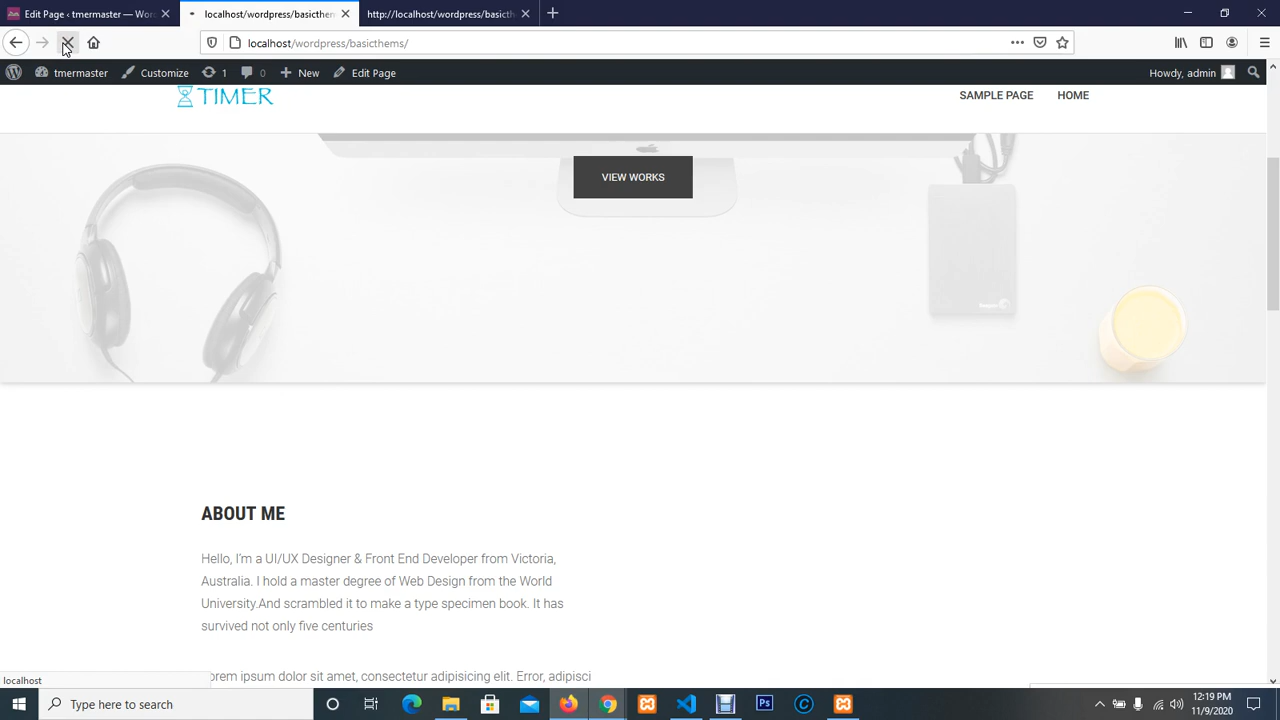 Edit Page ‹ tmermaster — Wor
localhost/wordpress/basicthem
http://localhost/wordpress/basicth
localhost/wordpress/basicthems/
tmermaster
Customize
1
0
New
Edit Page
Howdy, admin
TIMER
SAMPLE PAGE
HOME
VIEW WORKS
ABOUT ME
Hello, I'm a UI/UX Designer & Front End Developer from Victoria,
Australia. I hold a master degree of Web Design from the World
University.And scrambled it to make a type specimen book. It has
survived not only five centuries
Lorem ipsum dolor sit amet, consectetur adipisicing elit. Error, adipisci
localhost
Type here to search
Ps
12:19 PM
11/9/2020